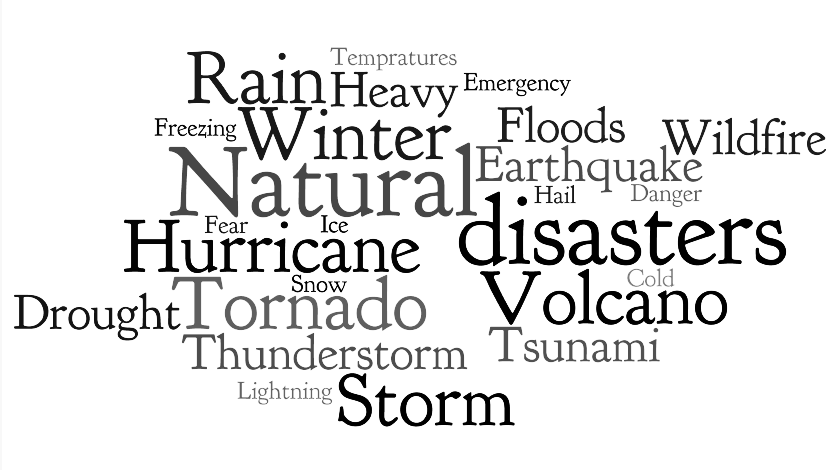 Tempratures
Rain Heavy Emergency
Freezing Winter Floods Wildfire
Natural Earthquake
Hail Danger
Fear Ice disasters
Hurricane
Snow Cold
Drought Tornado Volcano
Thunderstorm Tsunami
Lightning Storm